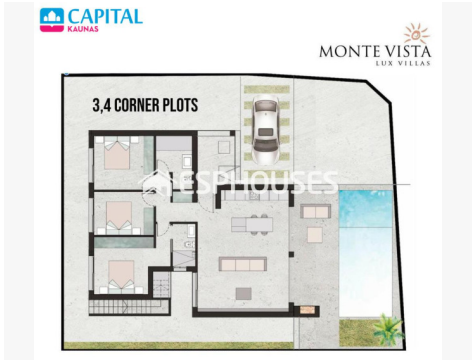 CAPITAL
KAUNAS
MONTE VISTA
LUX VILLAS
3,4 CORNER PLOTS
ESPHOUSES